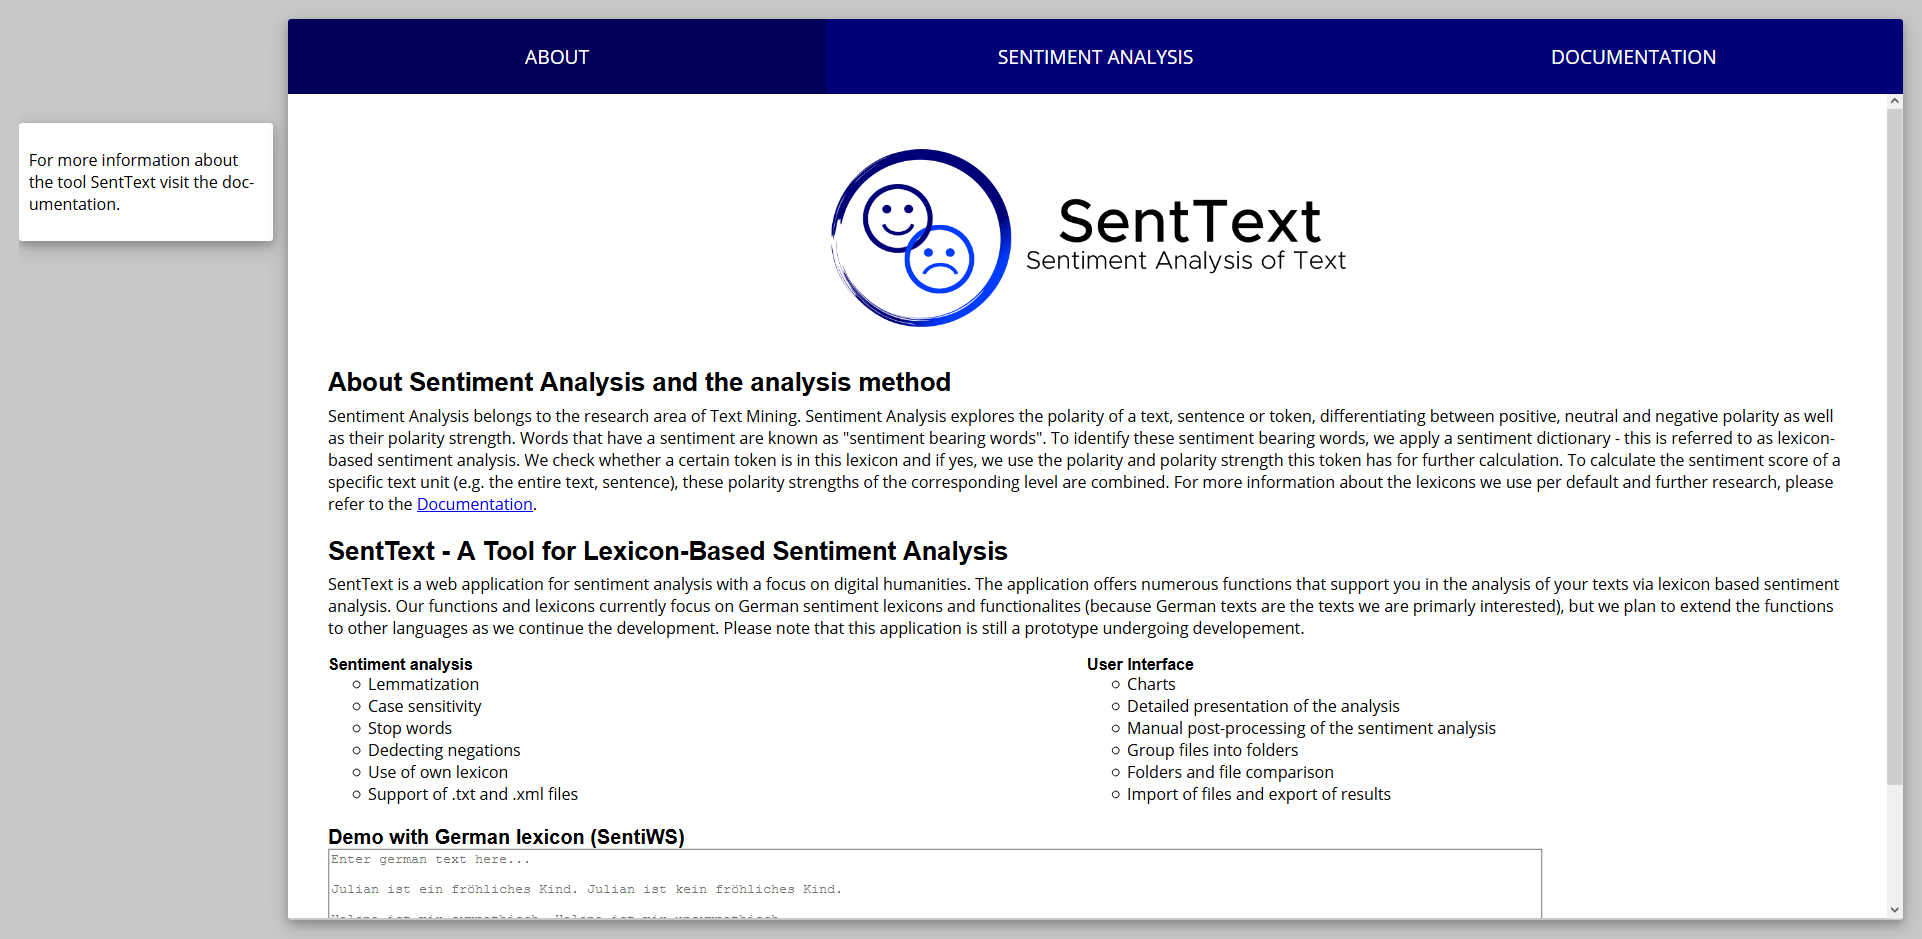 ABOUT
SENTIMENT ANALYSIS
DOCUMENTATION
For more information about
the tool SentText visit the doc-
umentation.
SentText
Sentiment Analysis of Text
About Sentiment Analysis and the analysis method
Sentiment Analysis belongs to the research area of Text Mining. Sentiment Analysis explores the polarity of a text, sentence or token, differentiating between positive, neutral and negative polarity as well
as their polarity strength. Words that have a sentiment are known as "sentiment bearing words". To identify these sentiment bearing words, we apply a sentiment dictionary - this is referred to as lexicon-
based sentiment analysis. We check whether a certain token is in this lexicon and if yes, we use the polarity and polarity strength this token has for further calculation. To calculate the sentiment score of a
specific text unit (e.g. the entire text, sentence), these polarity strengths of the corresponding level are combined. For more information about the lexicons we use per default and further research, please
refer to the Documentation.
SentText - A Tool for Lexicon-Based Sentiment Analysis
SentText is a web application for sentiment analysis with a focus on digital humanities. The application offers numerous functions that support you in the analysis of your texts via lexicon based sentiment
analysis. Our functions and lexicons currently focus on German sentiment lexicons and functionalites (because German texts are the texts we are primarly interested), but we plan to extend the functions
to other languages as we continue the development. Please note that this application is still a prototype undergoing developement.
Sentiment analysis
Lemmatization
Case sensitivity
Stop words
Dedecting negations
Use of own lexicon
Support of .txt and .xml files
User Interface
Charts
Detailed presentation of the analysis
Manual post-processing of the sentiment analysis
Group files into folders
Folders and file comparison
Import of files and export of results
Demo with German lexicon (SentiWS)
Enter german text here...
Julian ist ein fröhliches Kind. Julian ist kein fröhliches Kind.